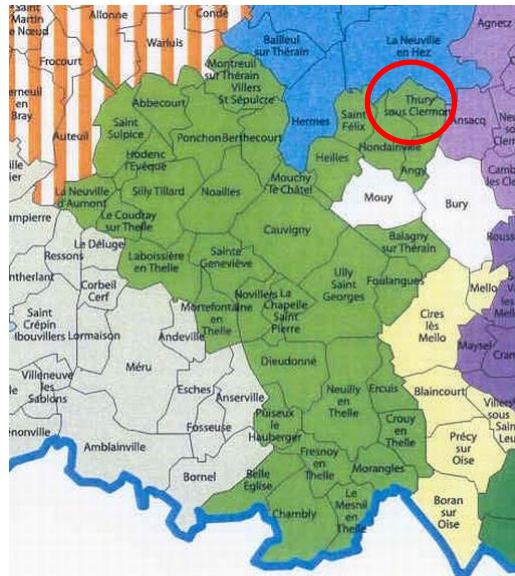 Saint
Martin
le Nœud
Allonne
Condé
Warluis
Bailleul
sur Thérain
La Neuville
en Hez
Agnetz
Frocourt
Montreuil
sur Thérain
Villers
St Sépulcre
Abbecourt
Thury
sous Clermont
Ansacq
Auteuil
Saint
Sulpice
Ponchon
Berthecourt
Hermes
Saint
Félix
Hondainville
Hodenc
l'Evêque
Heilles
Angy
La Neuville
d'Aumont
Silly Tillard
Noailles
Mouchy
le Châtel
Mouy
Bury
Le Coudray
sur Thelle
Cauvigny
Balagny
sur Thérain
Le Déluge
Ressons
Laboissière
en Thelle
Sainte
Geneviève
Ully
Saint
Georges
Foulangues
Mello
Corbeil
Cerf
Novillers
La
Chapelle
Saint
Pierre
Mortefontaine
en
Thelle
Cires
lès
Mello
Saint
Crépin
Ibouvillers
Lormaison
Andeville
Maysel
Dieudonné
Méru
Villeneuve
les
Sablons
Esches
Anserville
Neuilly
en
Thelle
Ercuis
Blaincourt
Puiseux
le
Hauberger
Crouy
en
Thelle
Fosseuse
Amblainville
Précy
sur
Oise
Fresnoy
en
Thelle
Bornel
Belle
Eglise
Morangles
Chambly
Le
Mesnil
en
Thelle
Boran
sur
Oise